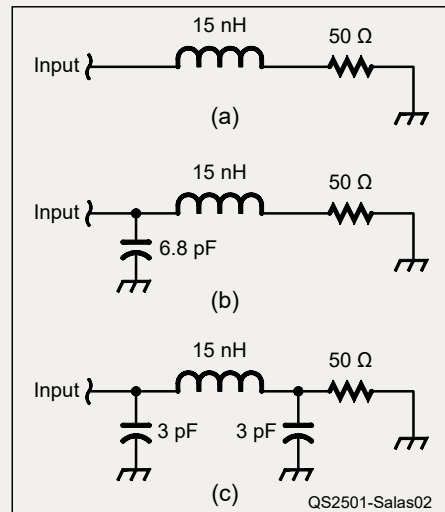 15 nH
50 Ω
Input
(a)
15 nH
50 Ω
Input
6.8 pF
(b)
15 nH
50 Ω
Input
3 pF
3 pF
(c)
QS2501-Salas02